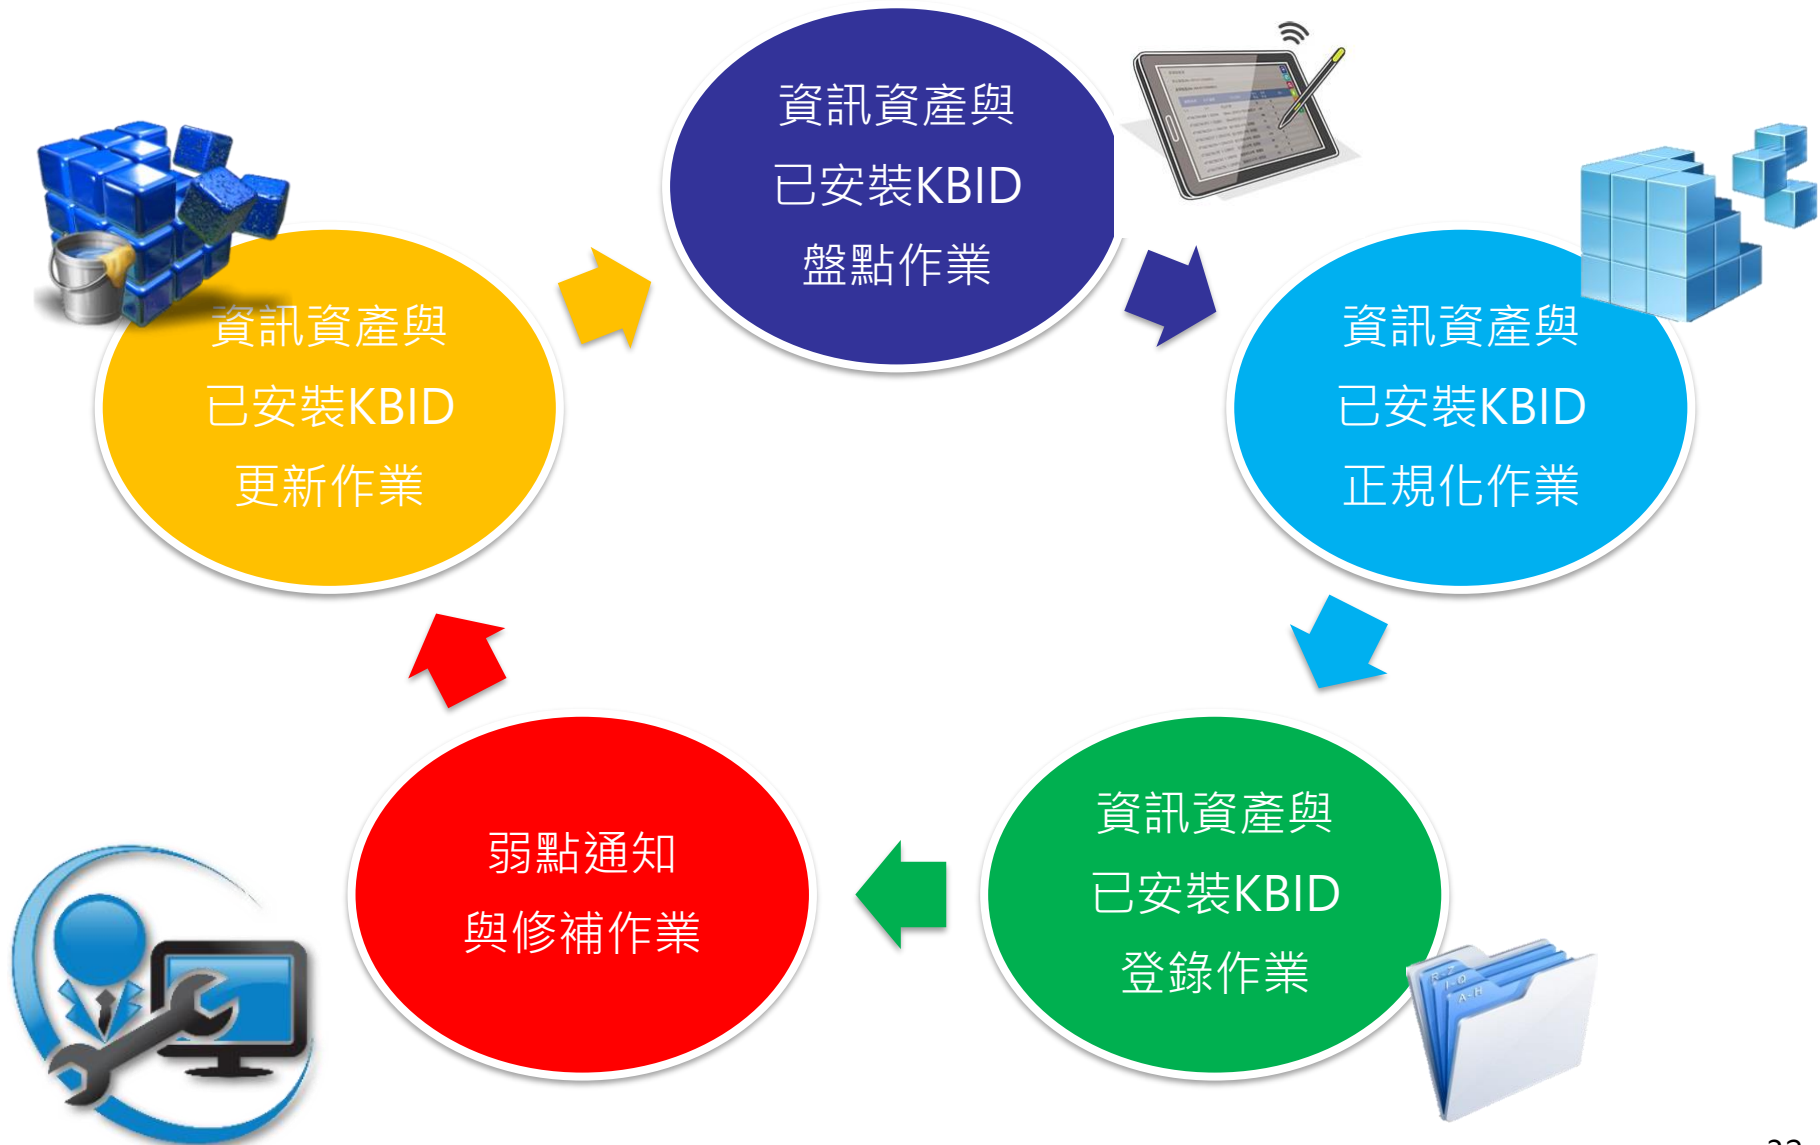 資訊資產與
已安裝KBID
盤點作業
資訊資產與
已安裝KBID
正規化作業
資訊資產與
已安裝KBID
登錄作業
弱點通知
與修補作業
資訊資產與
已安裝KBID
更新作業
R-Z
I-Q
A-H